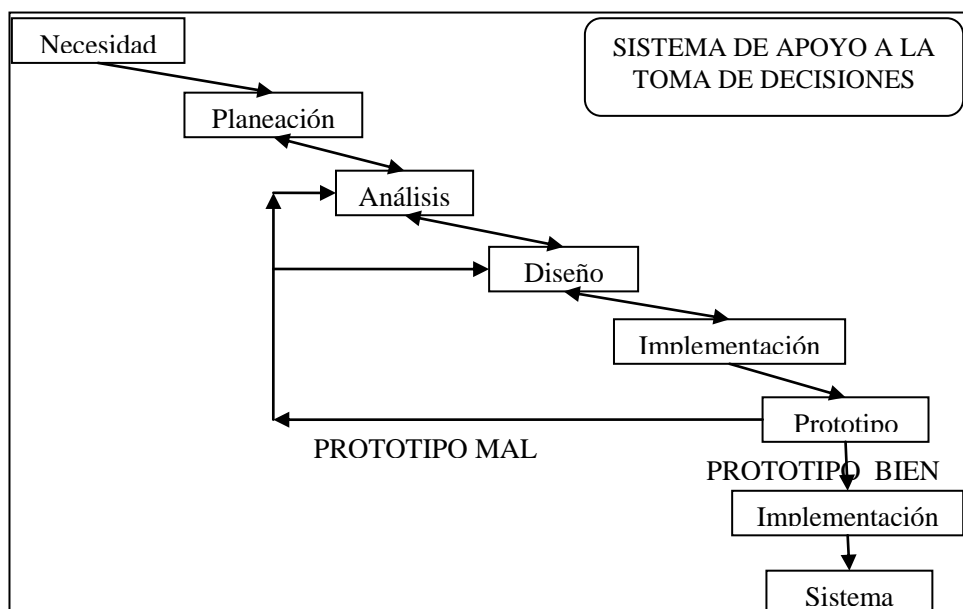 Necesidad
SISTEMA DE APOYO A LA
TOMA DE DECISIONES
Planeación
Análisis
Diseño
Implementación
Prototipo
PROTOTIPO MAL
PROTOTIPO BIEN
Implementación
Sistema